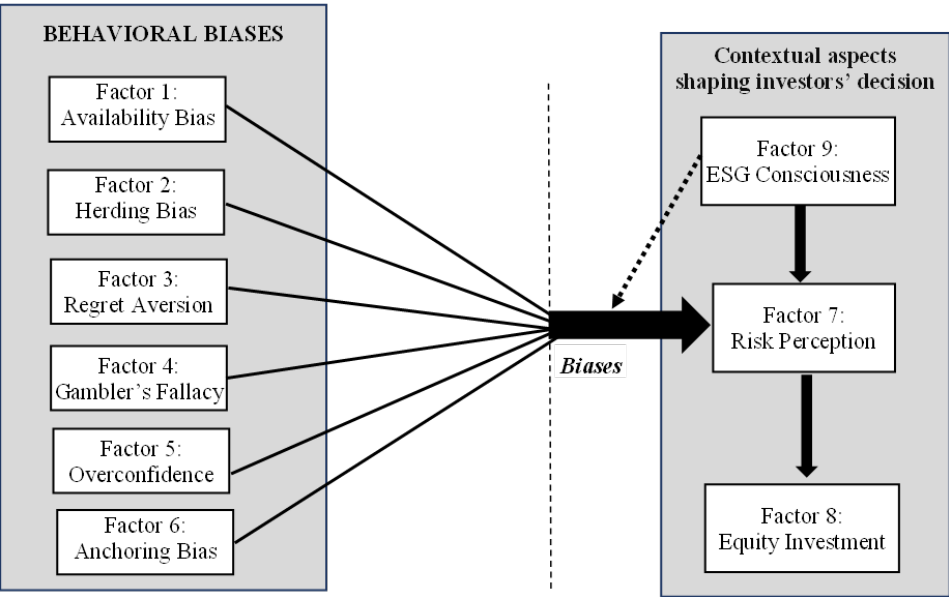 BEHAVIORAL BIASES
Factor 1:
Availability Bias
Factor 2:
Herding Bias
Factor 3:
Regret Aversion
Factor 4:
Gambler's Fallacy
Factor 5:
Overconfidence
Factor 6:
Anchoring Bias
Biases
Contextual aspects
shaping investors' decision
Factor 9:
ESG Consciousness
Factor 7:
Risk Perception
Factor 8:
Equity Investment